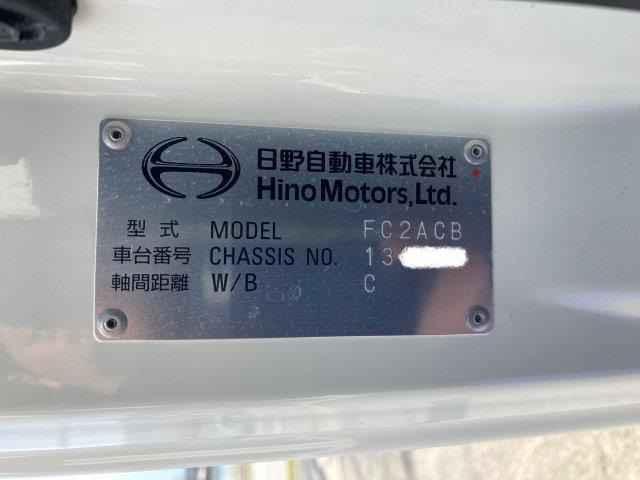 日野自動車株式会社
Hino Motors, Ltd.
型式 MODEL FC2ACB
車台番号 CHASSIS NO. 13
軸間距離 W/B C